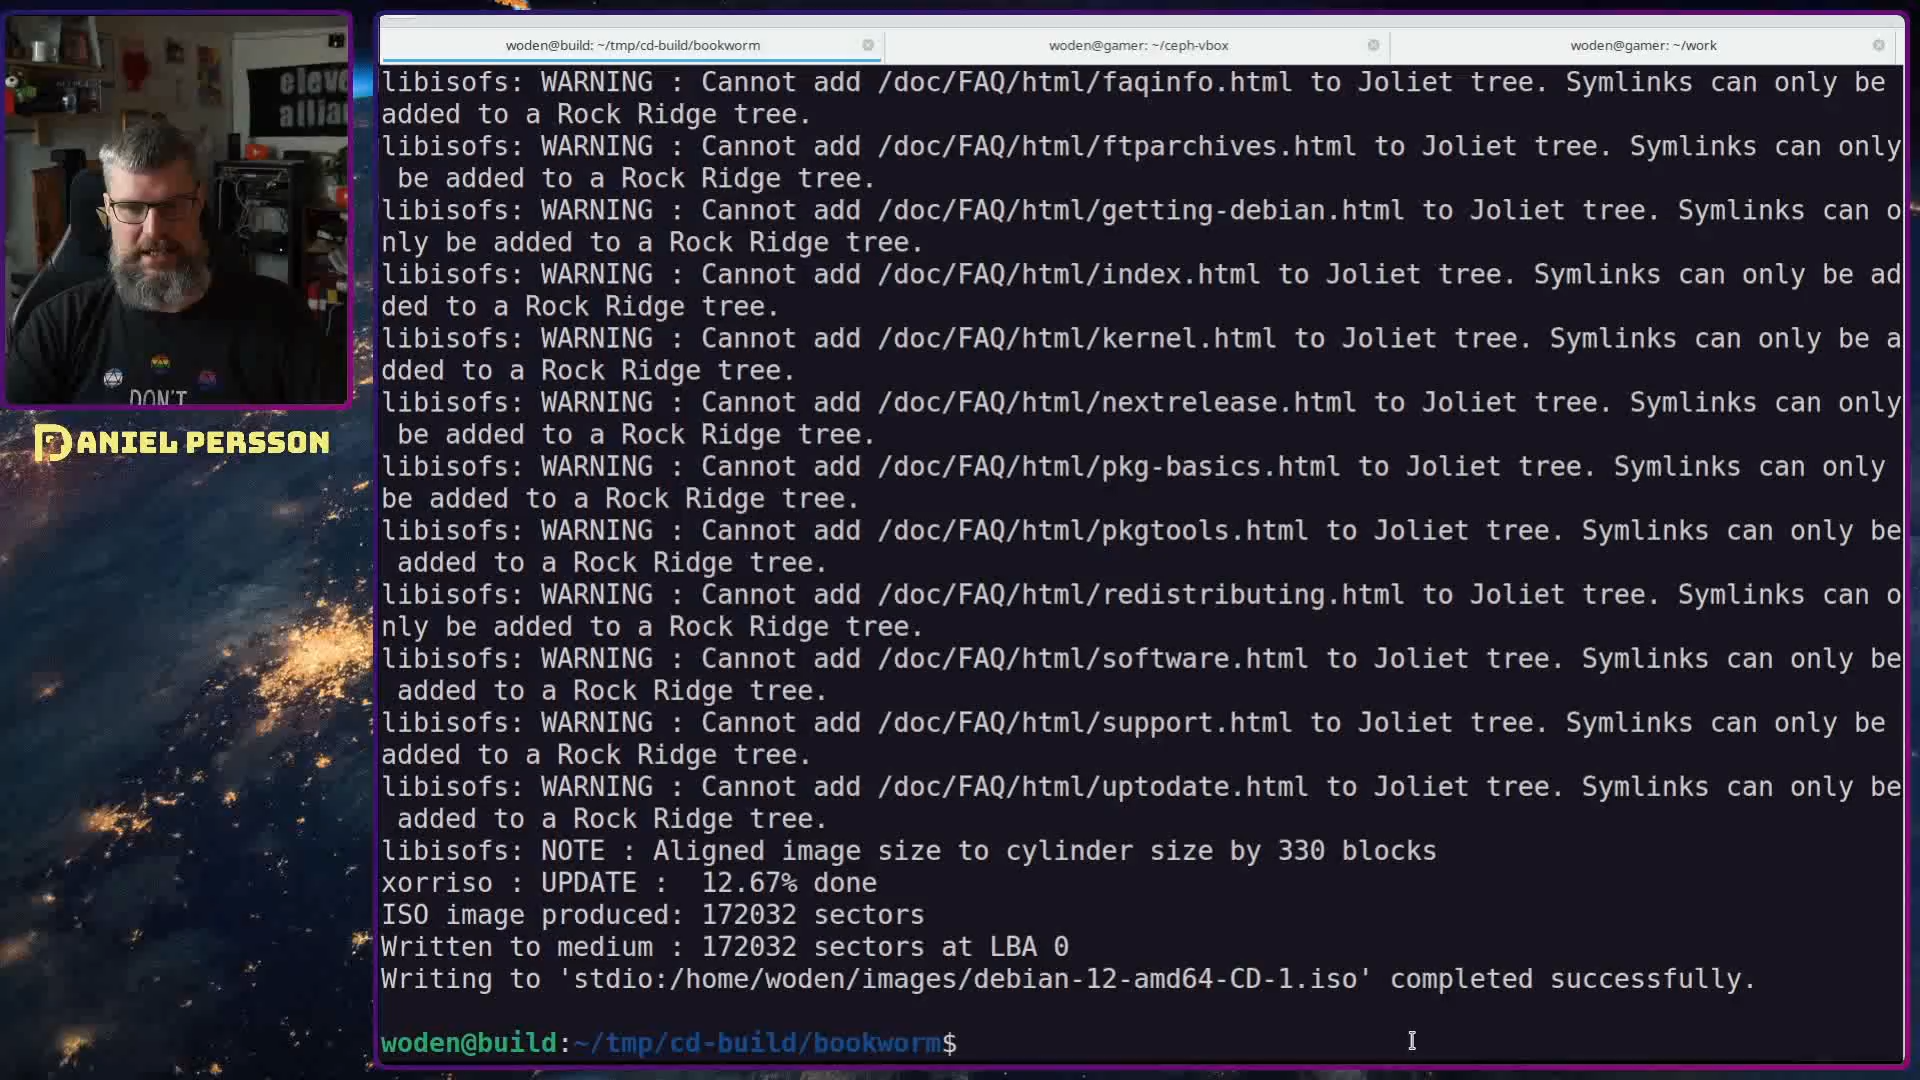 woden@build: ~/tmp/cd-build/bookworm
woden@gamer: ~/ceph-vbox
woden@gamer: ~/work
libisofs: WARNING : Cannot add /doc/FAQ/html/faqinfo.html to Joliet tree. Symlinks can only be
added to a Rock Ridge tree.
libisofs: WARNING : Cannot add /doc/FAQ/html/ftparchives.html to Joliet tree. Symlinks can only
be added to a Rock Ridge tree.
libisofs: WARNING : Cannot add /doc/FAQ/html/getting-debian.html to Joliet tree. Symlinks can o
nly be added to a Rock Ridge tree.
libisofs: WARNING : Cannot add /doc/FAQ/html/index.html to Joliet tree. Symlinks can only be ad
ded to a Rock Ridge tree.
libisofs: WARNING : Cannot add /doc/FAQ/html/kernel.html to Joliet tree. Symlinks can only be a
dded to a Rock Ridge tree.
libisofs: WARNING : Cannot add /doc/FAQ/html/nextrelease.html to Joliet tree. Symlinks can only
be added to a Rock Ridge tree.
libisofs: WARNING : Cannot add /doc/FAQ/html/pkg-basics.html to Joliet tree. Symlinks can only
be added to a Rock Ridge tree.
libisofs: WARNING : Cannot add /doc/FAQ/html/pkgtools.html to Joliet tree. Symlinks can only be
added to a Rock Ridge tree.
libisofs: WARNING : Cannot add /doc/FAQ/html/redistributing.html to Joliet tree. Symlinks can o
nly be added to a Rock Ridge tree.
libisofs: WARNING : Cannot add /doc/FAQ/html/software.html to Joliet tree. Symlinks can only be
added to a Rock Ridge tree.
libisofs: WARNING : Cannot add /doc/FAQ/html/support.html to Joliet tree. Symlinks can only be
added to a Rock Ridge tree.
libisofs: WARNING : Cannot add /doc/FAQ/html/uptodate.html to Joliet tree. Symlinks can only be
added to a Rock Ridge tree.
libisofs: NOTE : Aligned image size to cylinder size by 330 blocks
xorriso : UPDATE :  12.67% done
ISO image produced: 172032 sectors
Written to medium : 172032 sectors at LBA 0
Writing to 'stdio:/home/woden/images/debian-12-amd64-CD-1.iso' completed successfully.
woden@build:~/tmp/cd-build/bookworm$
eleve
allia
DON'T
DANIEL PERSSON